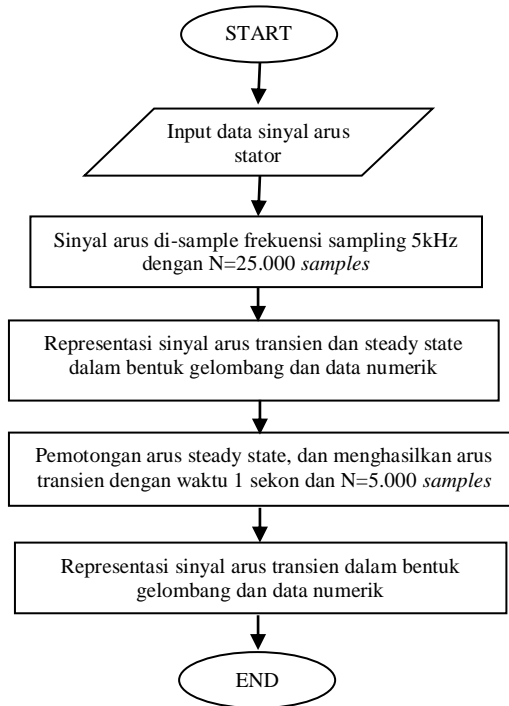 START
Input data sinyal arus
stator
Sinyal arus di-sample frekuensi sampling 5kHz
dengan N=25.000 samples
Representasi sinyal arus transien dan steady state
dalam bentuk gelombang dan data numerik
Pemotongan arus steady state, dan menghasilkan arus
transien dengan waktu 1 sekon dan N=5.000 samples
Representasi sinyal arus transien dalam bentuk
gelombang dan data numerik
END